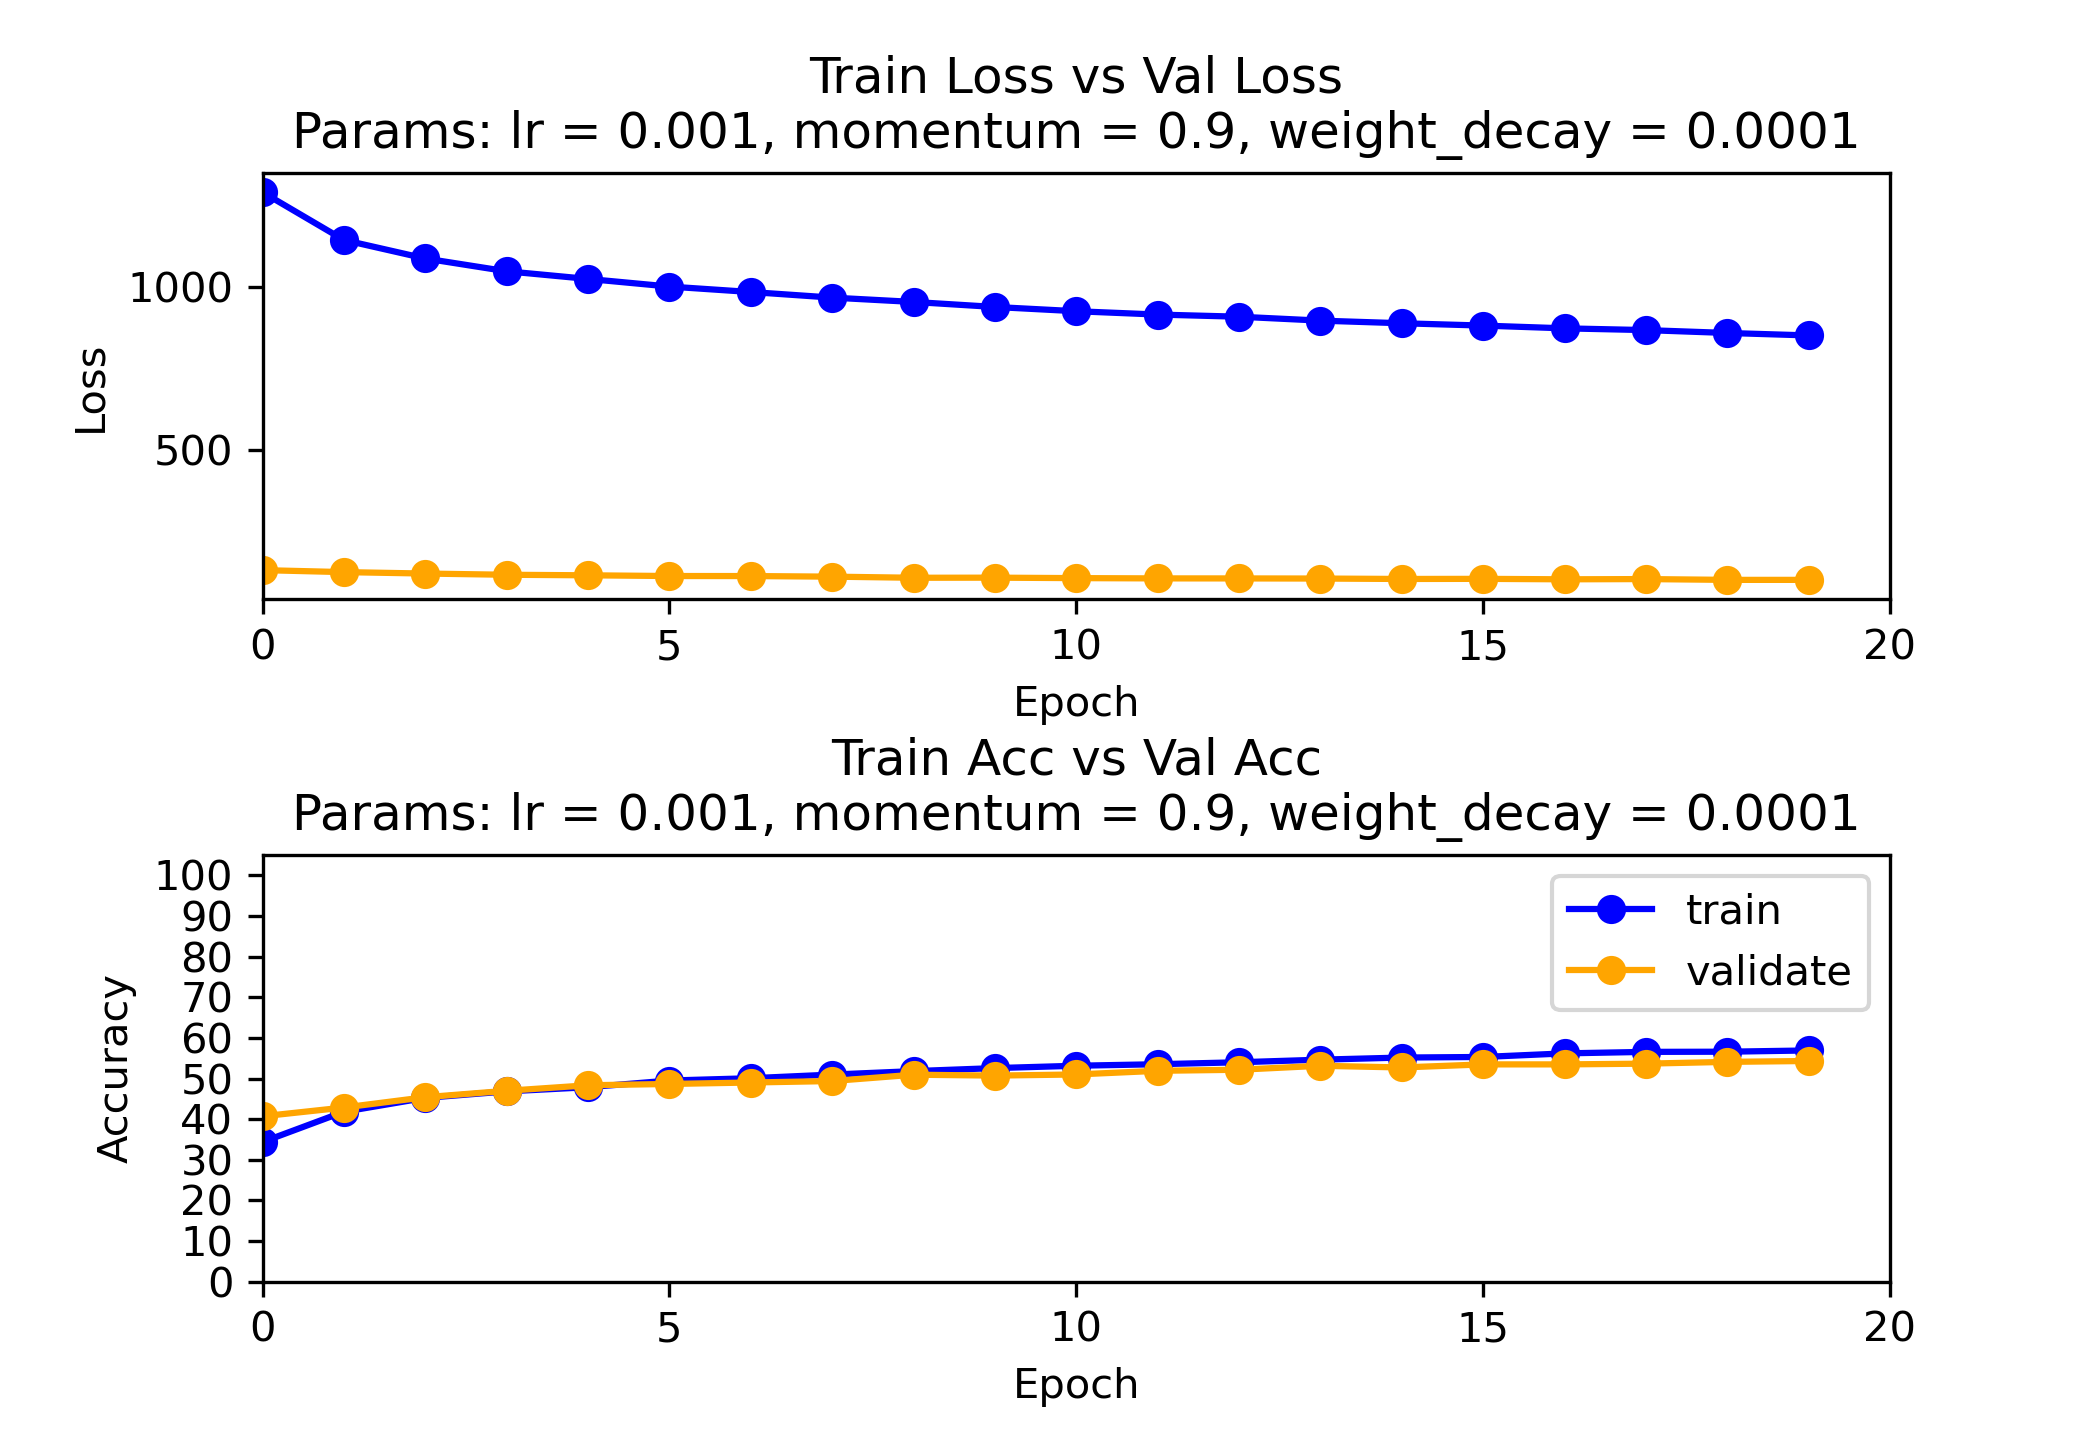 Train Loss vs Val Loss
Params: lr = 0.001, momentum = 0.9, weight_decay = 0.0001
1000
500
Loss
0 5 10 15 20
Epoch
Train Acc vs Val Acc
Params: lr = 0.001, momentum = 0.9, weight_decay = 0.0001
100
90
80
70
60
50
40
30
20
10
0
Accuracy
train
validate
0 5 10 15 20
Epoch